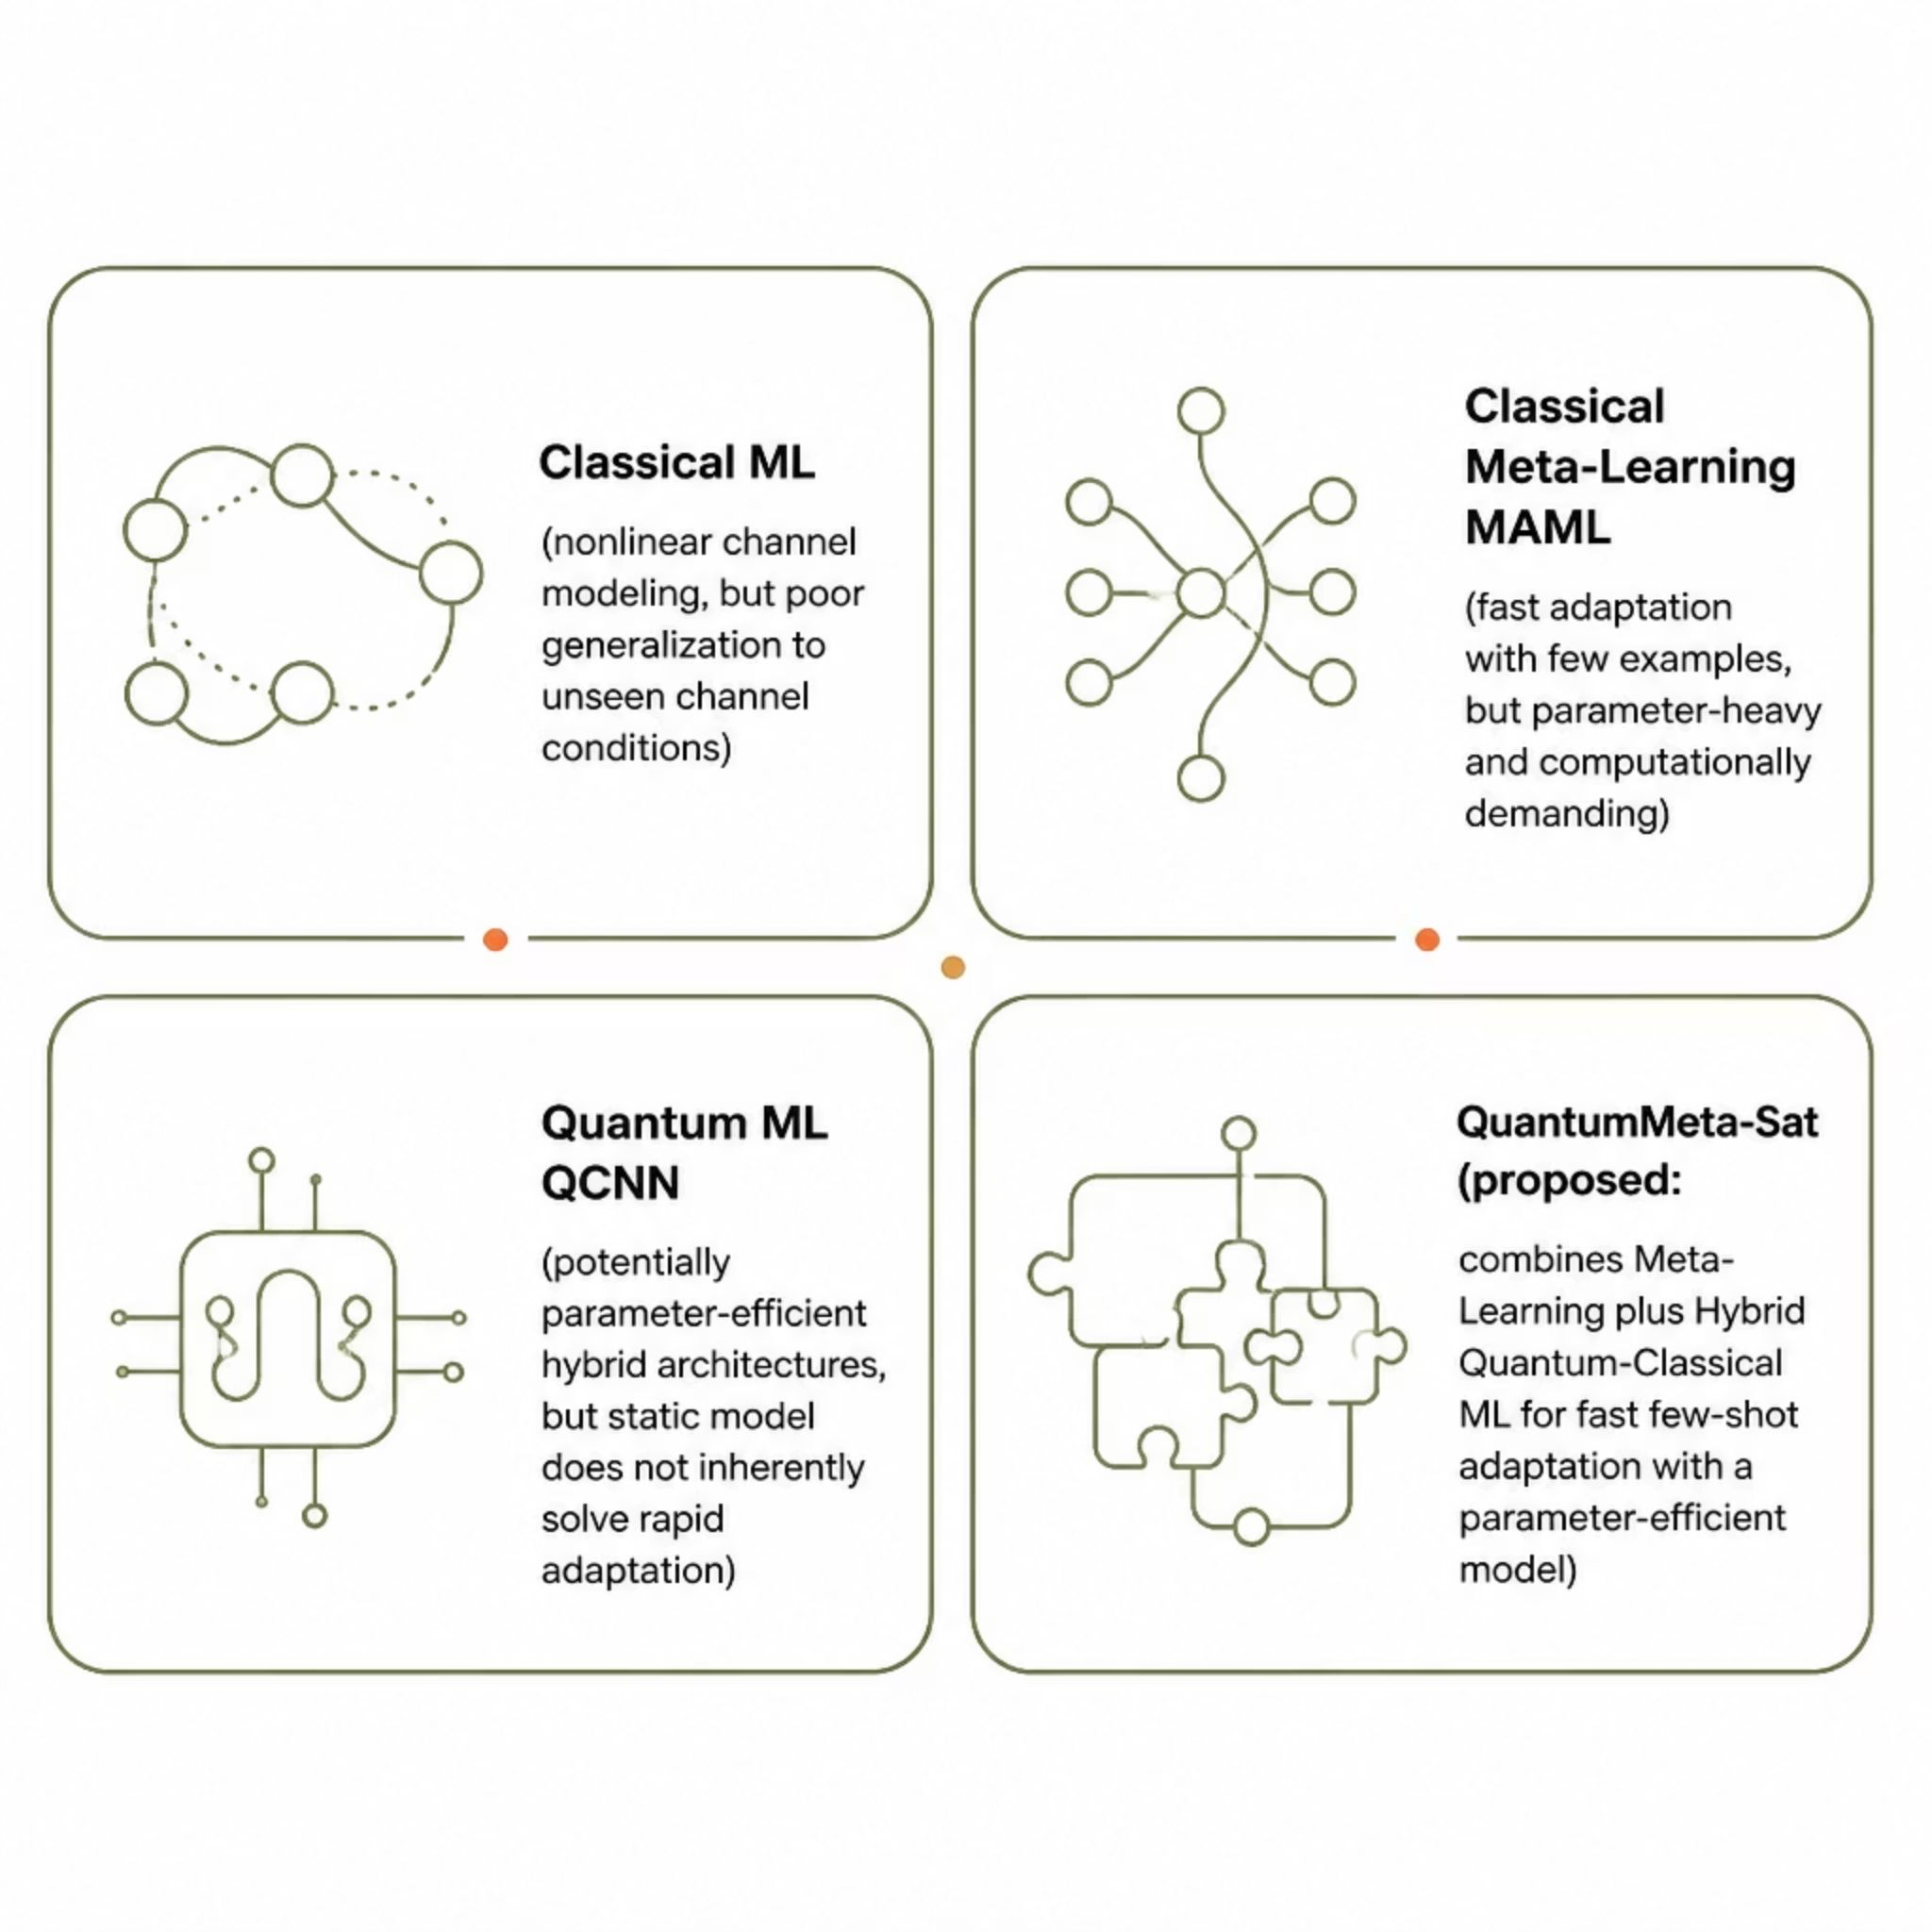 Classical ML
(nonlinear channel
modeling, but poor
generalization to
unseen channel
conditions)
Classical
Meta-Learning
MAML
(fast adaptation
with few examples,
but parameter-heavy
and computationally
demanding)
Quantum ML
QCNN
(potentially
parameter-efficient
hybrid architectures,
but static model
does not inherently
solve rapid
adaptation)
QuantumMeta-Sat
(proposed:
combines Meta-
Learning plus Hybrid
Quantum-Classical
ML for fast few-shot
adaptation with a
parameter-efficient
model)